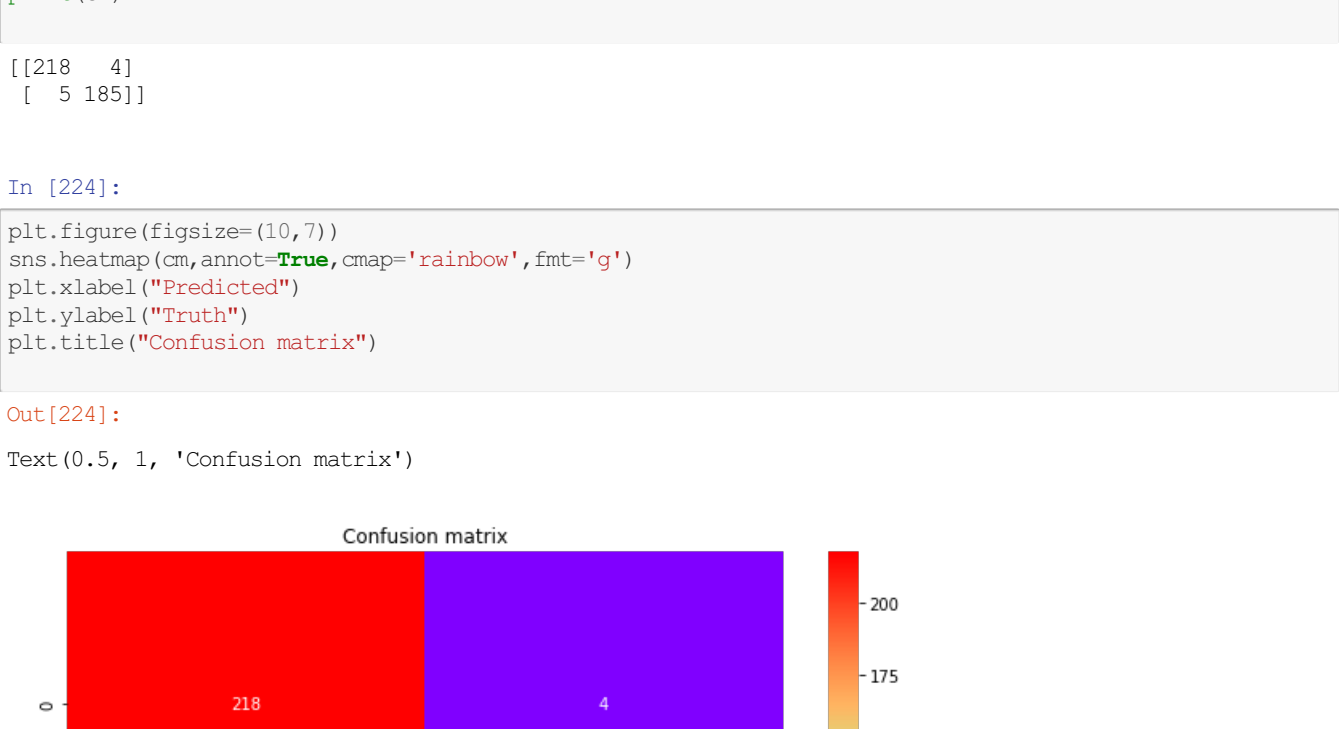 [[218   4]
 [  5 185]]
In [224]:
plt.figure(figsize=(10,7))
sns.heatmap(cm,annot=True,cmap='rainbow',fmt='g')
plt.xlabel("Predicted")
plt.ylabel("Truth")
plt.title("Confusion matrix")
Out[224]:
Text(0.5, 1, 'Confusion matrix')
Confusion matrix
200
175
0
218
4